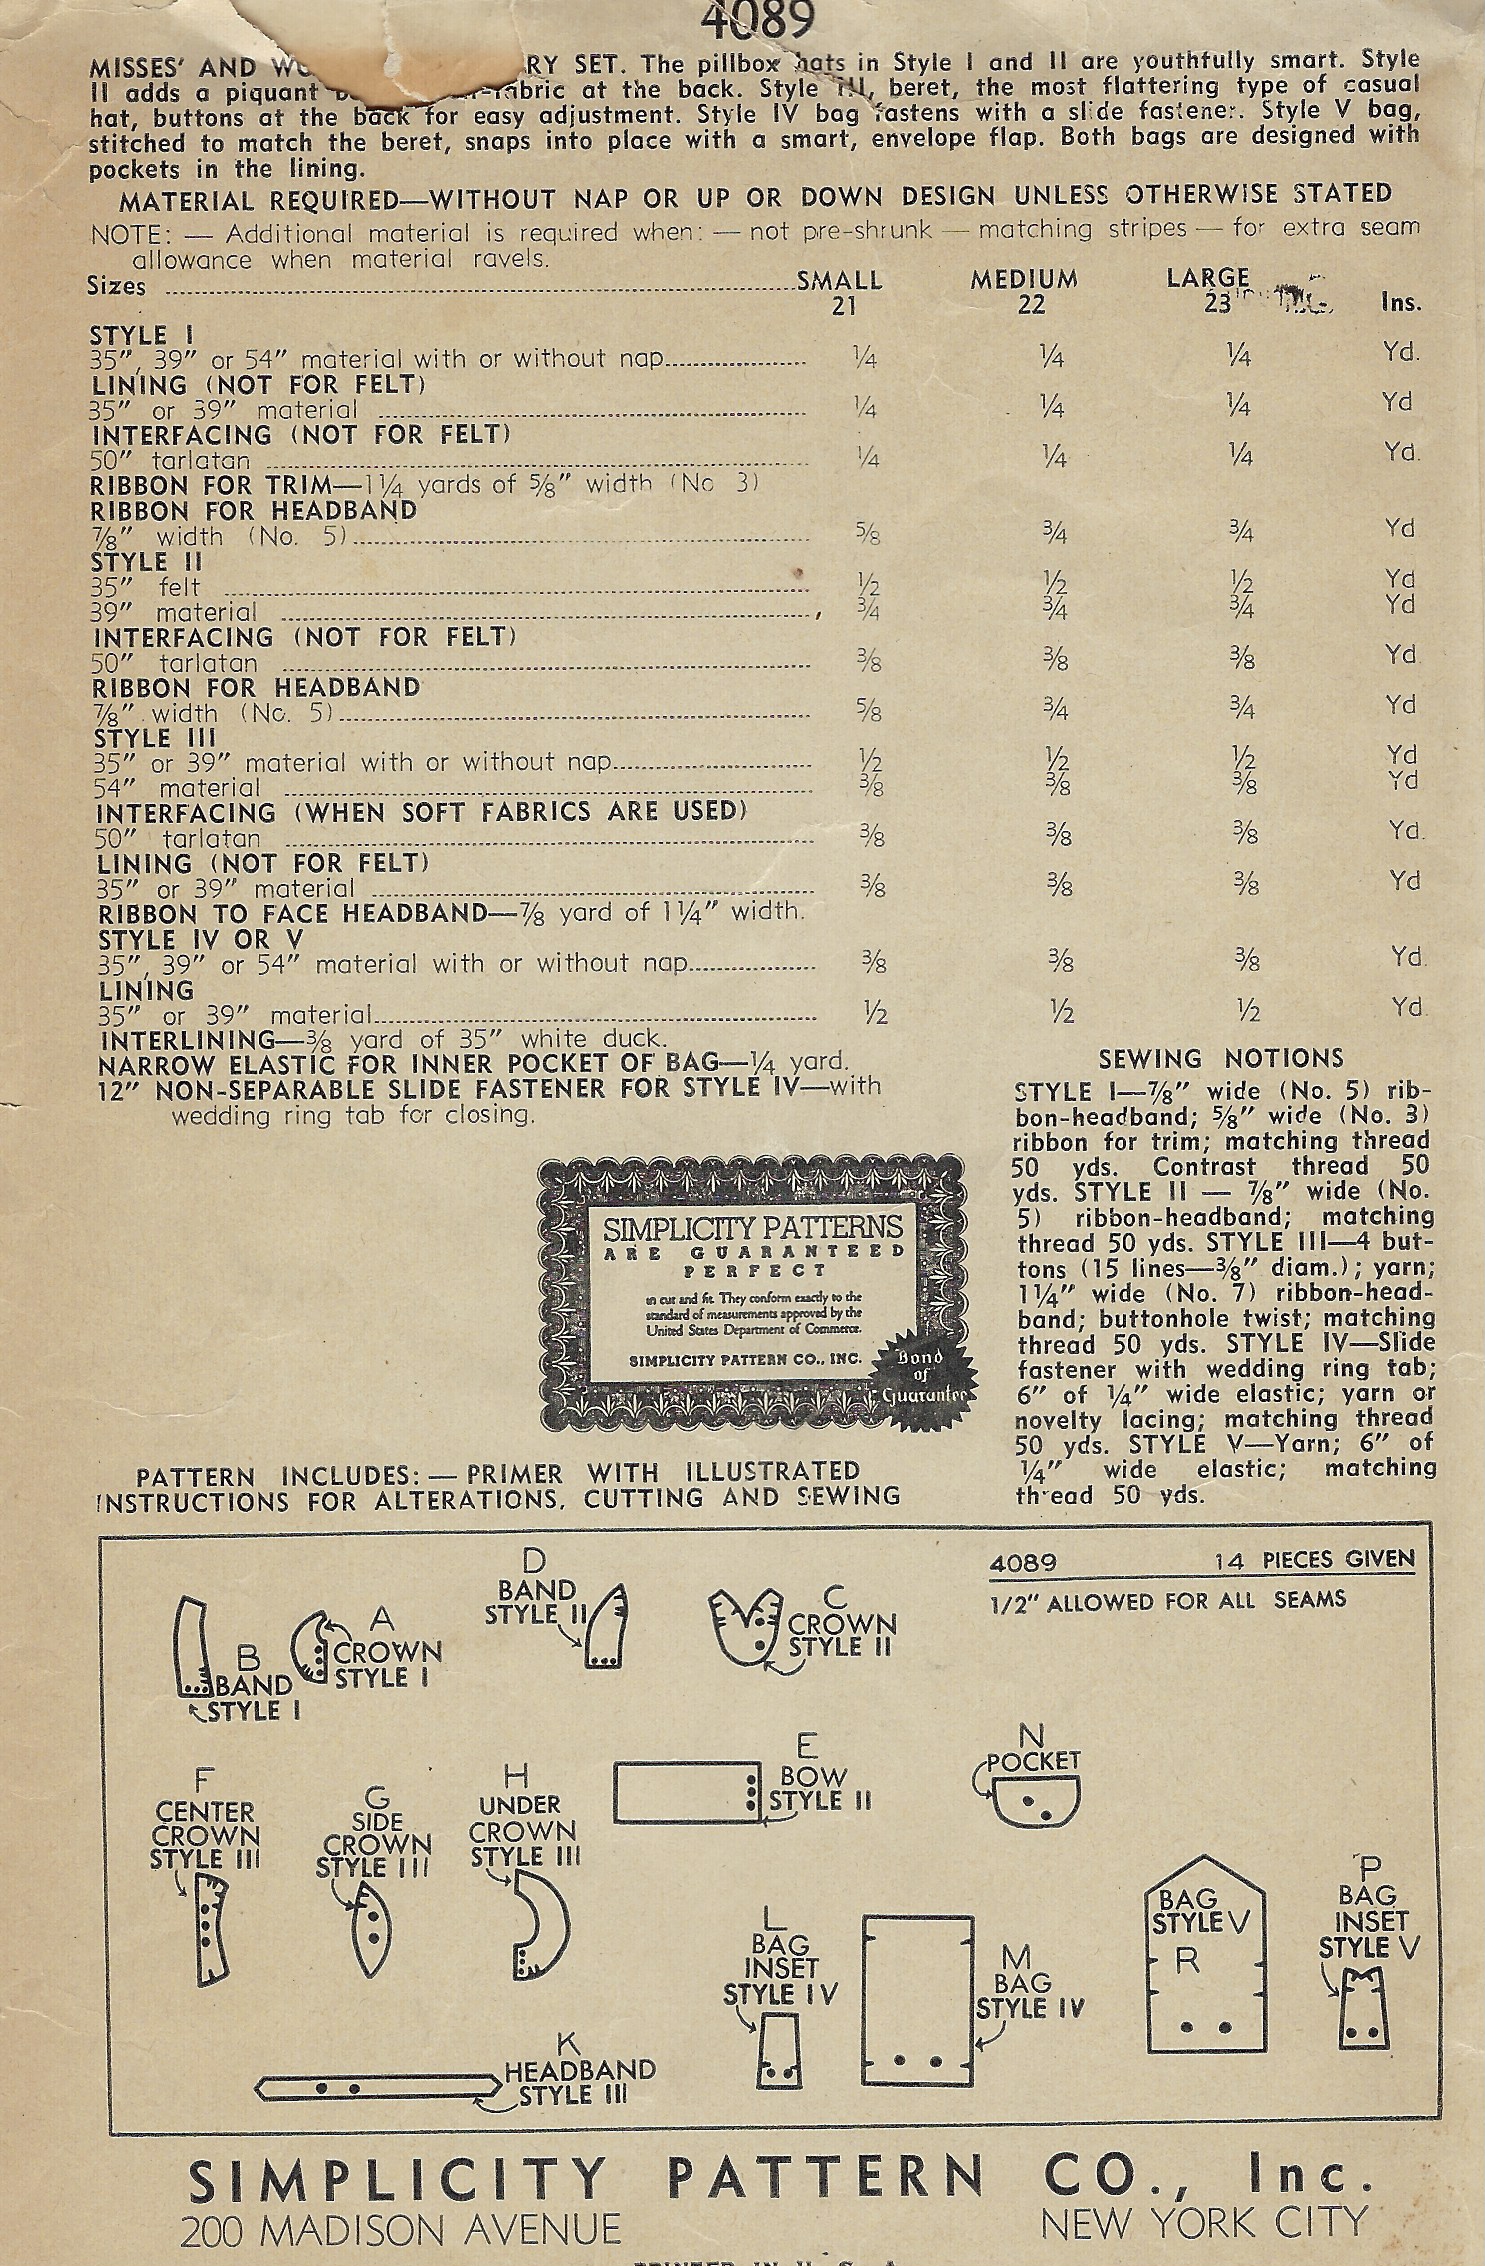 4089
MISSES' AND RY SET. The pillbox hats in Style I and II are youthfully smart. Style
II adds a piquant at the back. Style III, beret, the most flattering type of casual
hat, buttons at the back for easy adjustment. Style IV bag fastens with a slide fastener. Style V bag,
stitched to match the beret, snaps into place with a smart, envelope flap. Both bags are designed with
pockets in the lining.
MATERIAL REQUIRED—WITHOUT NAP OR UP OR DOWN DESIGN UNLESS OTHERWISE STATED
NOTE: — Additional material is required when: — not pre-shrunk — matching stripes — for extra seam
allowance when material ravels.
Sizes SMALL MEDIUM LARGE
21 22 23 Ins.
STYLE I
35", 39" or 54" material with or without nap 1/4 1/4 1/4 Yd.
LINING (NOT FOR FELT)
35" or 39" material 1/4 1/4 1/4 Yd
INTERFACING (NOT FOR FELT)
50" tarlatan 1/4 1/4 1/4 Yd.
RIBBON FOR TRIM—1 1/4 yards of 5/8" width (No 3)
RIBBON FOR HEADBAND
7/8" width (No. 5) 5/8 3/4 3/4 Yd
STYLE II
35" felt 1/2 1/2 1/2 Yd
39" material 3/4 3/4 3/4 Yd
INTERFACING (NOT FOR FELT)
50" tarlatan 3/8 3/8 3/8 Yd
RIBBON FOR HEADBAND
7/8" width (No. 5) 5/8 3/4 3/4 Yd
STYLE III
35" or 39" material with or without nap 1/2 1/2 1/2 Yd
54" material 3/8 3/8 3/8 Yd
INTERFACING (WHEN SOFT FABRICS ARE USED)
50" tarlatan 3/8 3/8 3/8 Yd.
LINING (NOT FOR FELT)
35" or 39" material 3/8 3/8 3/8 Yd
RIBBON TO FACE HEADBAND—7/8 yard of 1 1/4" width.
STYLE IV OR V
35", 39" or 54" material with or without nap 3/8 3/8 3/8 Yd.
LINING
35" or 39" material 1/2 1/2 1/2 Yd.
INTERLINING—3/8 yard of 35" white duck.
NARROW ELASTIC FOR INNER POCKET OF BAG—1/4 yard.
12" NON-SEPARABLE SLIDE FASTENER FOR STYLE IV—with
wedding ring tab for closing.
SEWING NOTIONS
STYLE I—7/8" wide (No. 5) rib-
bon-headband; 5/8" wide (No. 3)
ribbon for trim; matching thread
50 yds. Contrast thread 50
yds. STYLE II — 7/8" wide (No.
5) ribbon-headband; matching
thread 50 yds. STYLE III—4 but-
tons (15 lines—3/8" diam.); yarn;
1 1/4" wide (No. 7) ribbon-head-
band; buttonhole twist; matching
thread 50 yds. STYLE IV—Slide
fastener with wedding ring tab;
6" of 1/4" wide elastic; yarn or
novelty lacing; matching thread
50 yds. STYLE V—Yarn; 6" of
1/4" wide elastic; matching
thread 50 yds.
SIMPLICITY PATTERNS
ARE GUARANTEED
PERFECT
in cut and fit. They conform exactly to the
standard of measurements approved by the
United States Department of Commerce.
SIMPLICITY PATTERN CO., INC.
Bond
of
Guarantee
PATTERN INCLUDES: — PRIMER WITH ILLUSTRATED
INSTRUCTIONS FOR ALTERATIONS, CUTTING AND SEWING
4089 14 PIECES GIVEN
1/2" ALLOWED FOR ALL SEAMS
B
BAND
STYLE I
A
CROWN
STYLE I
D
BAND
STYLE II
C
CROWN
STYLE II
F
CENTER
CROWN
STYLE III
G
SIDE
CROWN
STYLE III
H
UNDER
CROWN
STYLE III
E
BOW
STYLE II
N
POCKET
K
HEADBAND
STYLE III
L
BAG
INSET
STYLE IV
M
BAG
STYLE IV
BAG
STYLE V
R
P
BAG
INSET
STYLE V
SIMPLICITY PATTERN CO., Inc.
200 MADISON AVENUE NEW YORK CITY
PRINTED IN U. S. A.